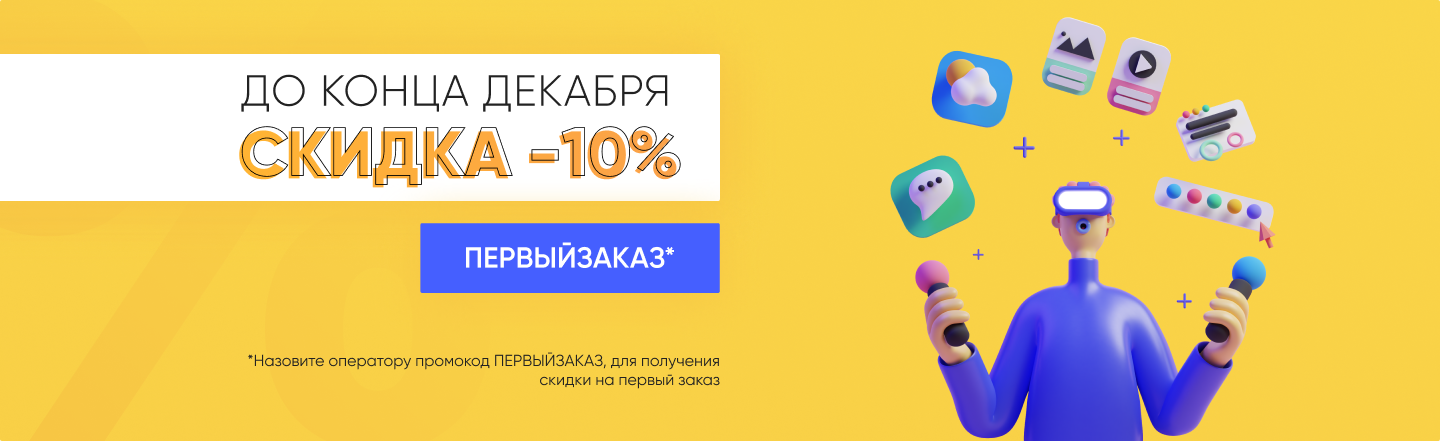 ДО КОНЦА ДЕКАБРЯ
СКИДКА -10%
ПЕРВЫЙЗАКАЗ*
*Назовите оператору промокод ПЕРВЫЙЗАКАЗ, для получения
скидки на первый заказ